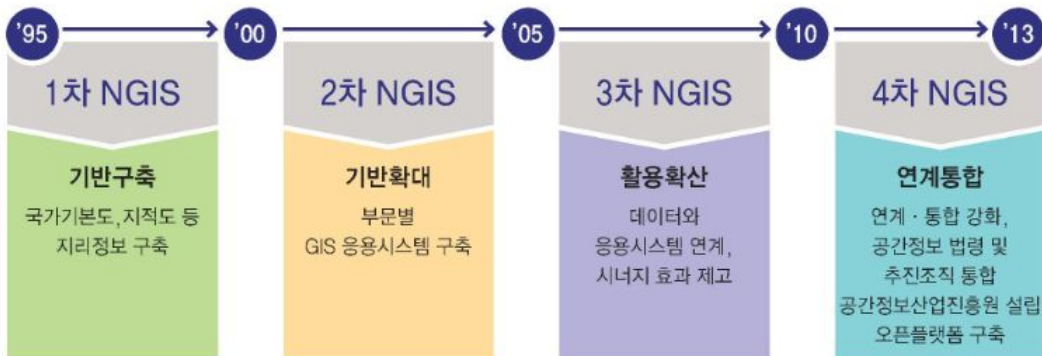 '95
'00
'05
'10
'13
1차 NGIS
기반구축
국가기본도, 지적도 등
지리정보 구축
2차 NGIS
기반확대
부문별
GIS 응용시스템 구축
3차 NGIS
활용확산
데이터와
응용시스템 연계,
시너지 효과 제고
4차 NGIS
연계통합
연계 · 통합 강화,
공간정보 법령 및
추진조직 통합
공간정보산업진흥원 설립
오픈플랫폼 구축